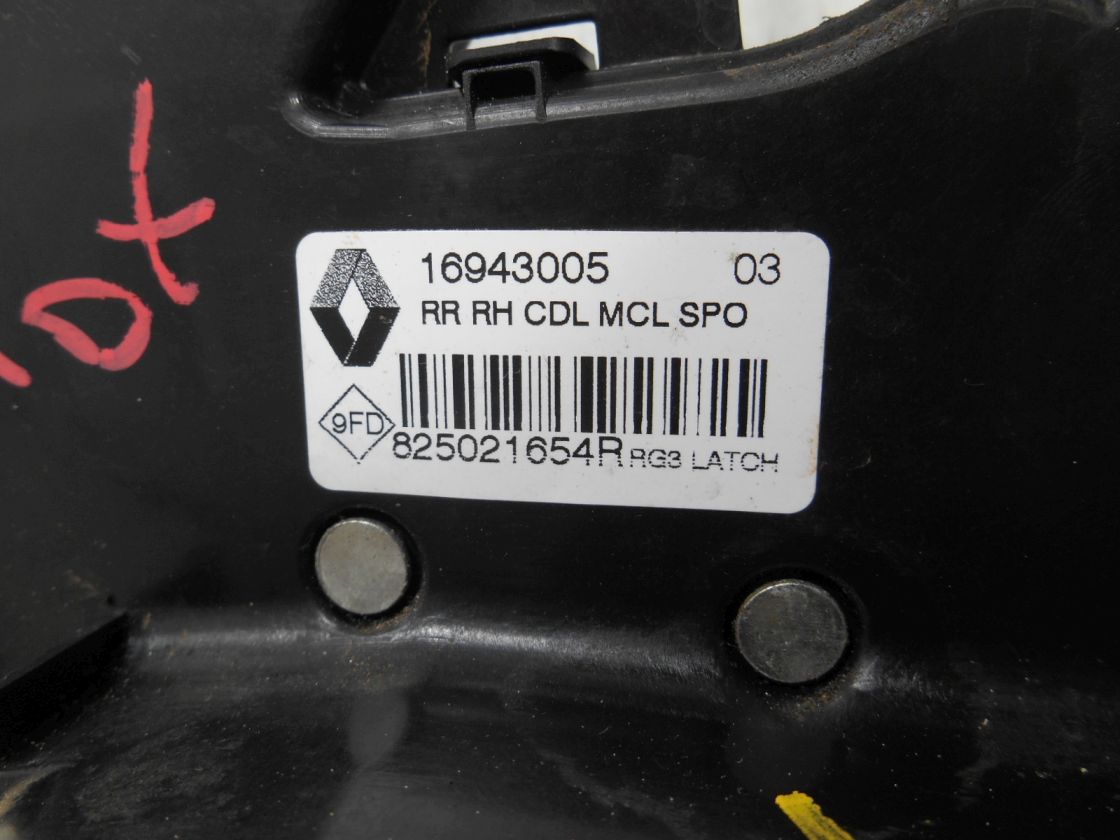 16943005 03
RR RH CDL MCL SPO
9FD
825021654R RG3 LATCH